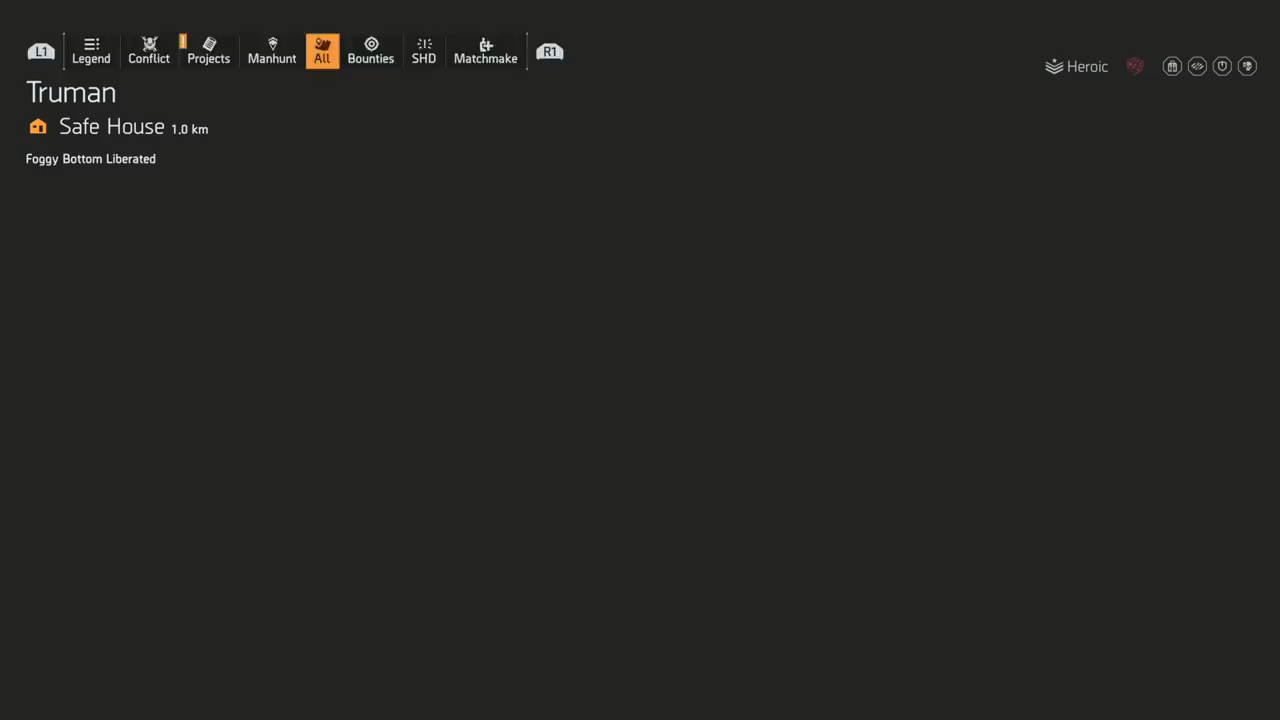 L1 Legend Conflict Projects Manhunt All Bounties SHD Matchmake R1
Heroic
Truman
Safe House 1.0 km
Foggy Bottom Liberated